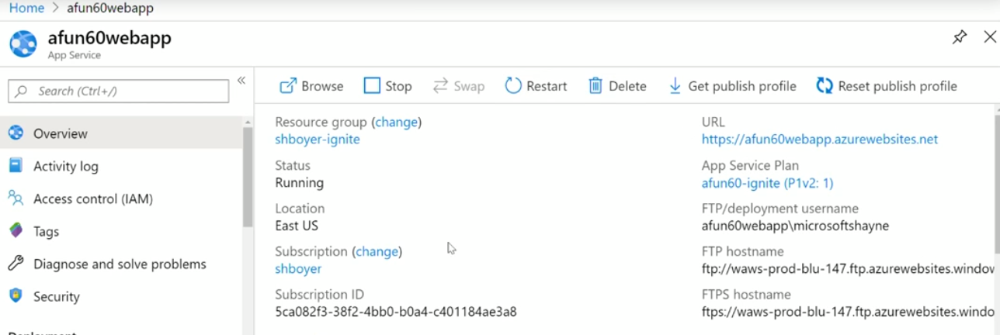 Home > afun60webapp
afun60webapp
App Service
Search (Ctrl+/)
«
Overview
Activity log
Access control (IAM)
Tags
Diagnose and solve problems
Security
Deployment
Browse Stop Swap Restart Delete Get publish profile Reset publish profile
Resource group (change)
shboyer-ignite
Status
Running
Location
East US
Subscription (change)
shboyer
Subscription ID
5ca082f3-38f2-4bb0-b0a4-c401184ae3a8
URL
https://afun60webapp.azurewebsites.net
App Service Plan
afun60-ignite (P1v2: 1)
FTP/deployment username
afun60webapp\microsoftshayne
FTP hostname
ftp://waws-prod-blu-147.ftp.azurewebsites.window
FTPS hostname
ftps://waws-prod-blu-147.ftp.azurewebsites.windo